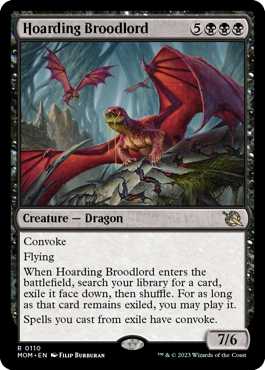 Hoarding Broodlord 5
Creature — Dragon
Convoke
Flying
When Hoarding Broodlord enters the
battlefield, search your library for a card,
exile it face down, then shuffle. For as long
as that card remains exiled, you may play it.
Spells you cast from exile have convoke.
7/6
R 0110
MOM • EN FILIP BURBURAN
™ & © 2023 Wizards of the Coast